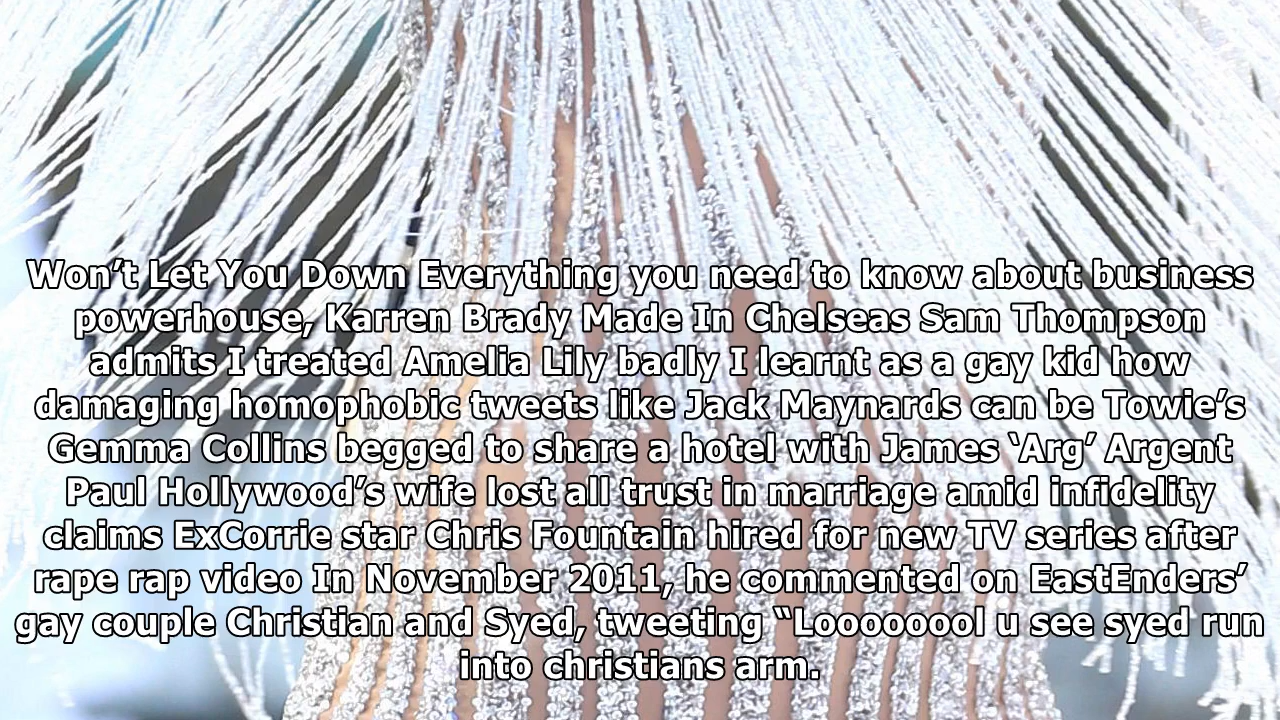 Won’t Let You Down Everything you need to know about business
powerhouse, Karren Brady Made In Chelseas Sam Thompson
admits I treated Amelia Lily badly I learnt as a gay kid how
damaging homophobic tweets like Jack Maynards can be Towie’s
Gemma Collins begged to share a hotel with James ‘Arg’ Argent
Paul Hollywood’s wife lost all trust in marriage amid infidelity
claims ExCorrie star Chris Fountain hired for new TV series after
rape rap video In November 2011, he commented on EastEnders’
gay couple Christian and Syed, tweeting “Looooooool u see syed run
into christians arm.